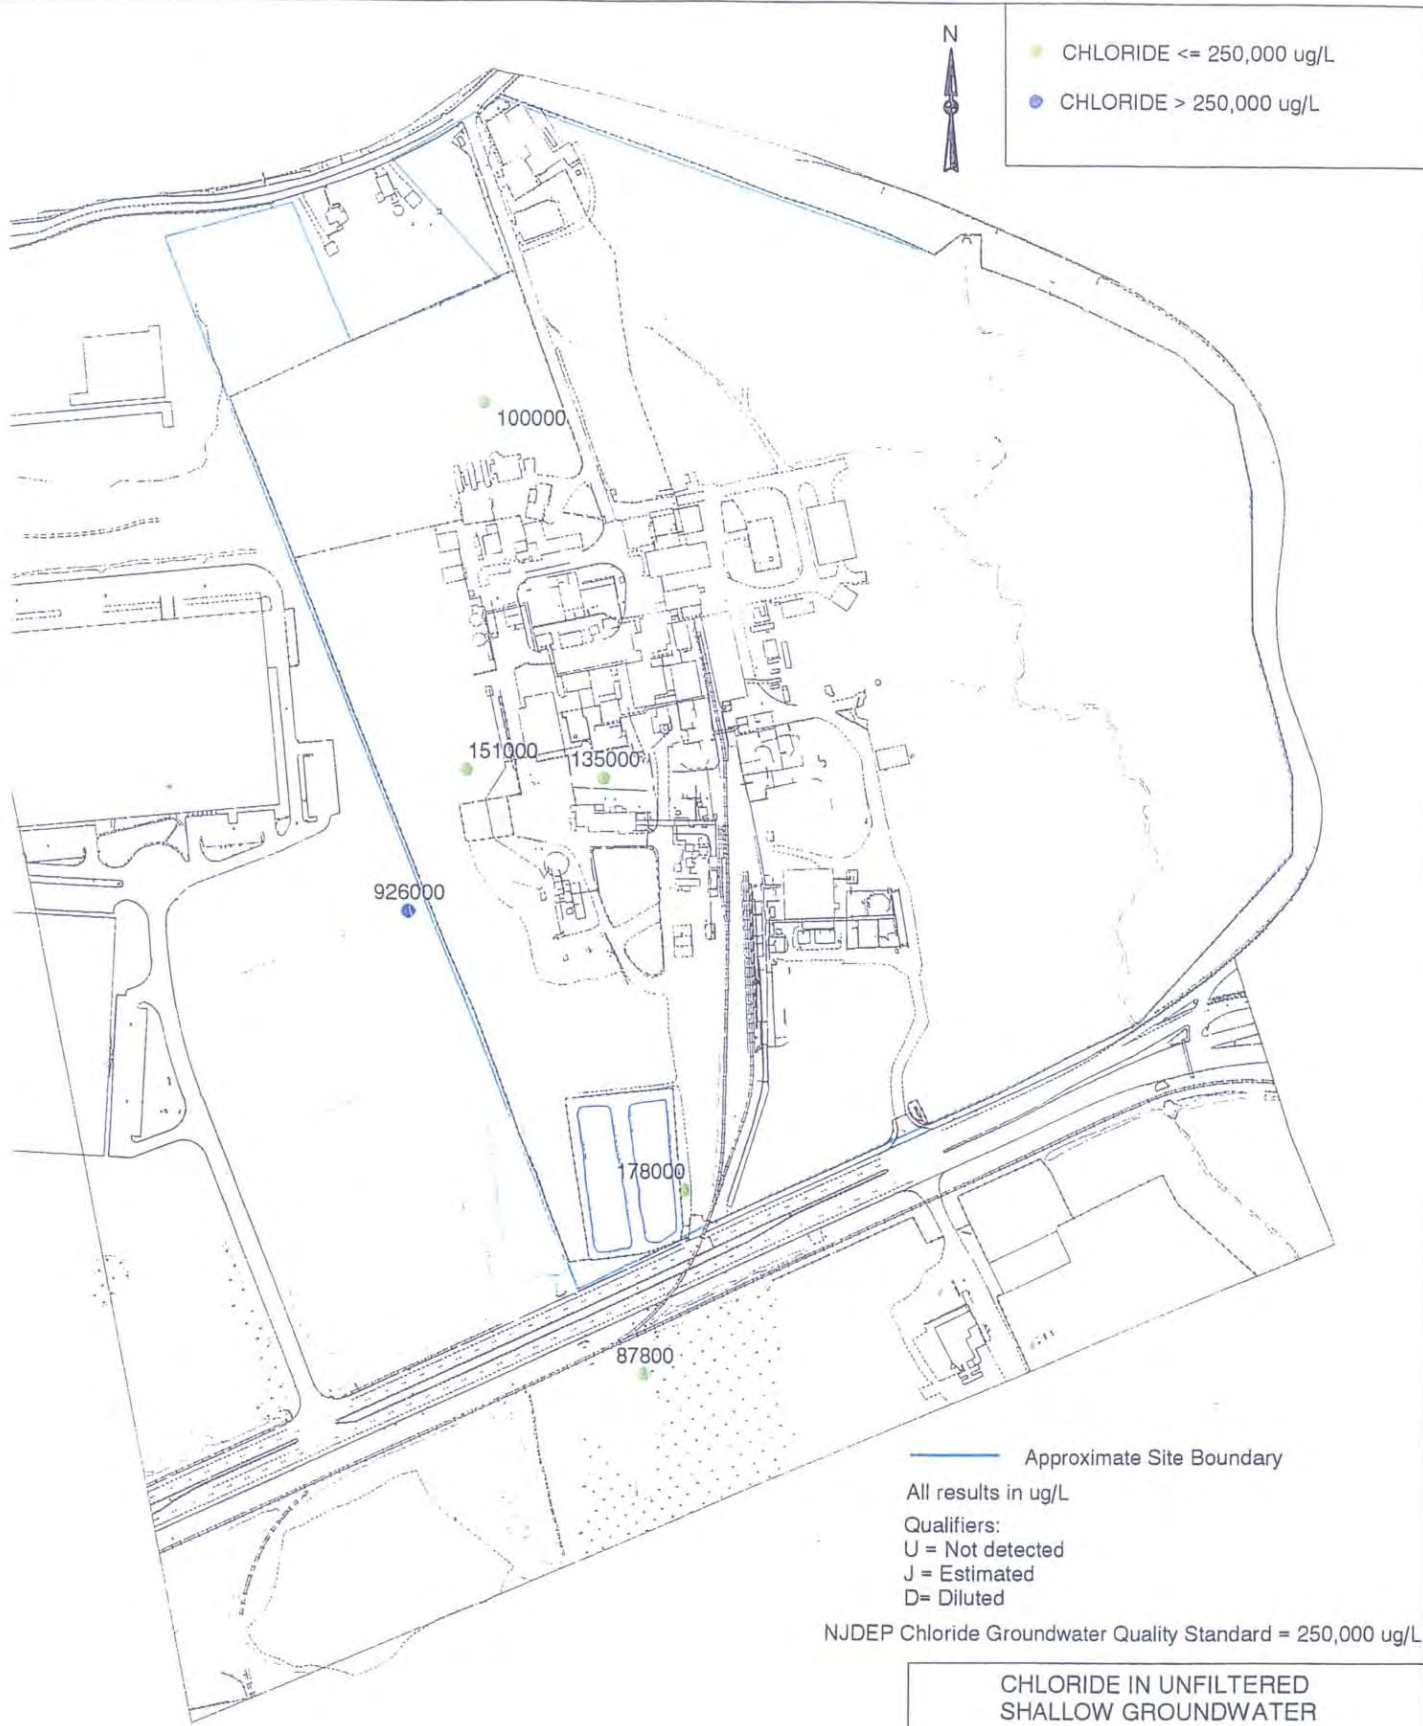 N
CHLORIDE <= 250,000 ug/L
CHLORIDE > 250,000 ug/L
100000
151000
135000
926000
178000
87800
Approximate Site Boundary
All results in ug/L
Qualifiers:
U = Not detected
J = Estimated
D= Diluted
NJDEP Chloride Groundwater Quality Standard = 250,000 ug/L
CHLORIDE IN UNFILTERED
SHALLOW GROUNDWATER